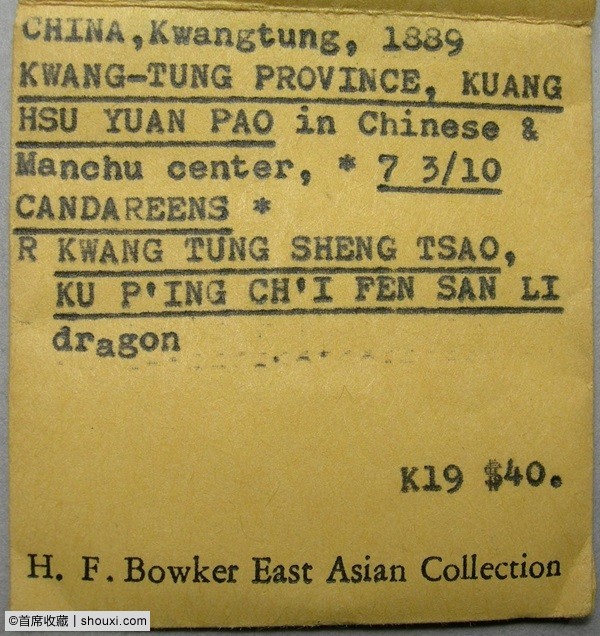 CHINA,Kwangtung, 1889
KWANG-TUNG PROVINCE, KUANG
HSU YUAN PAO in Chinese &
Manchu center, * 7 3/10
CANDAREENS *
R KWANG TUNG SHENG TSAO,
KU P'ING CH'I FEN SAN LI
dragon
K19 $40.
H. F. Bowker East Asian Collection
©首席收藏 | shouxi.com